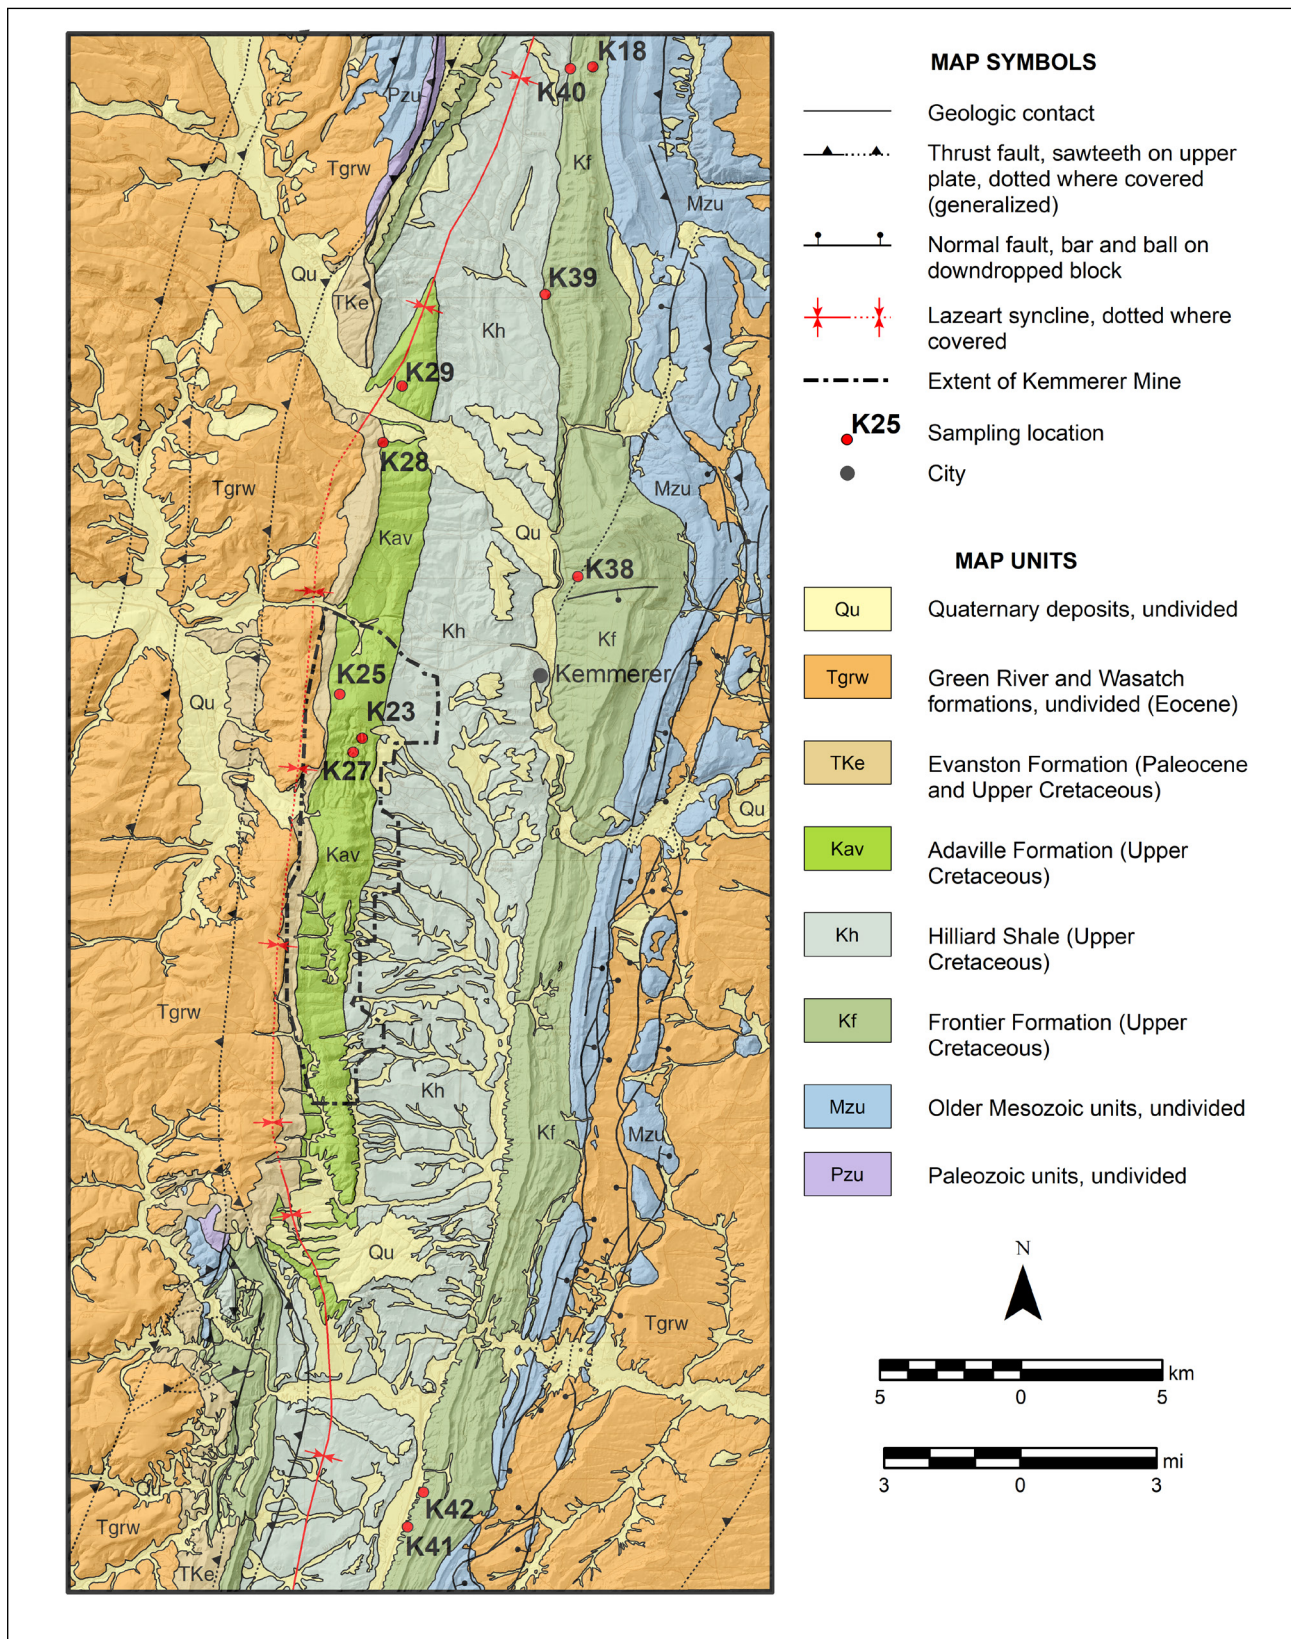 K18
K40
Pzu
Kf
Tgrw
Mzu
Qu
K39
TKe
Kh
K29
K28
Tgrw
Mzu
Kav
Qu
K38
Kh
Kf
Kemmerer
K25
Qu
K23
K27
Qu
Kav
Tgrw
Kh
Kf
Mzu
Qu
Tgrw
Qu
K42
Tgrw
K41
TKe
MAP SYMBOLS
Geologic contact
Thrust fault, sawteeth on upper
plate, dotted where covered
(generalized)
Normal fault, bar and ball on
downdropped block
Lazeart syncline, dotted where
covered
Extent of Kemmerer Mine
K25
Sampling location
City
MAP UNITS
Qu
Quaternary deposits, undivided
Tgrw
Green River and Wasatch
formations, undivided (Eocene)
TKe
Evanston Formation (Paleocene
and Upper Cretaceous)
Kav
Adaville Formation (Upper
Cretaceous)
Kh
Hilliard Shale (Upper
Cretaceous)
Kf
Frontier Formation (Upper
Cretaceous)
Mzu
Older Mesozoic units, undivided
Pzu
Paleozoic units, undivided
N
km
5 0 5
mi
3 0 3